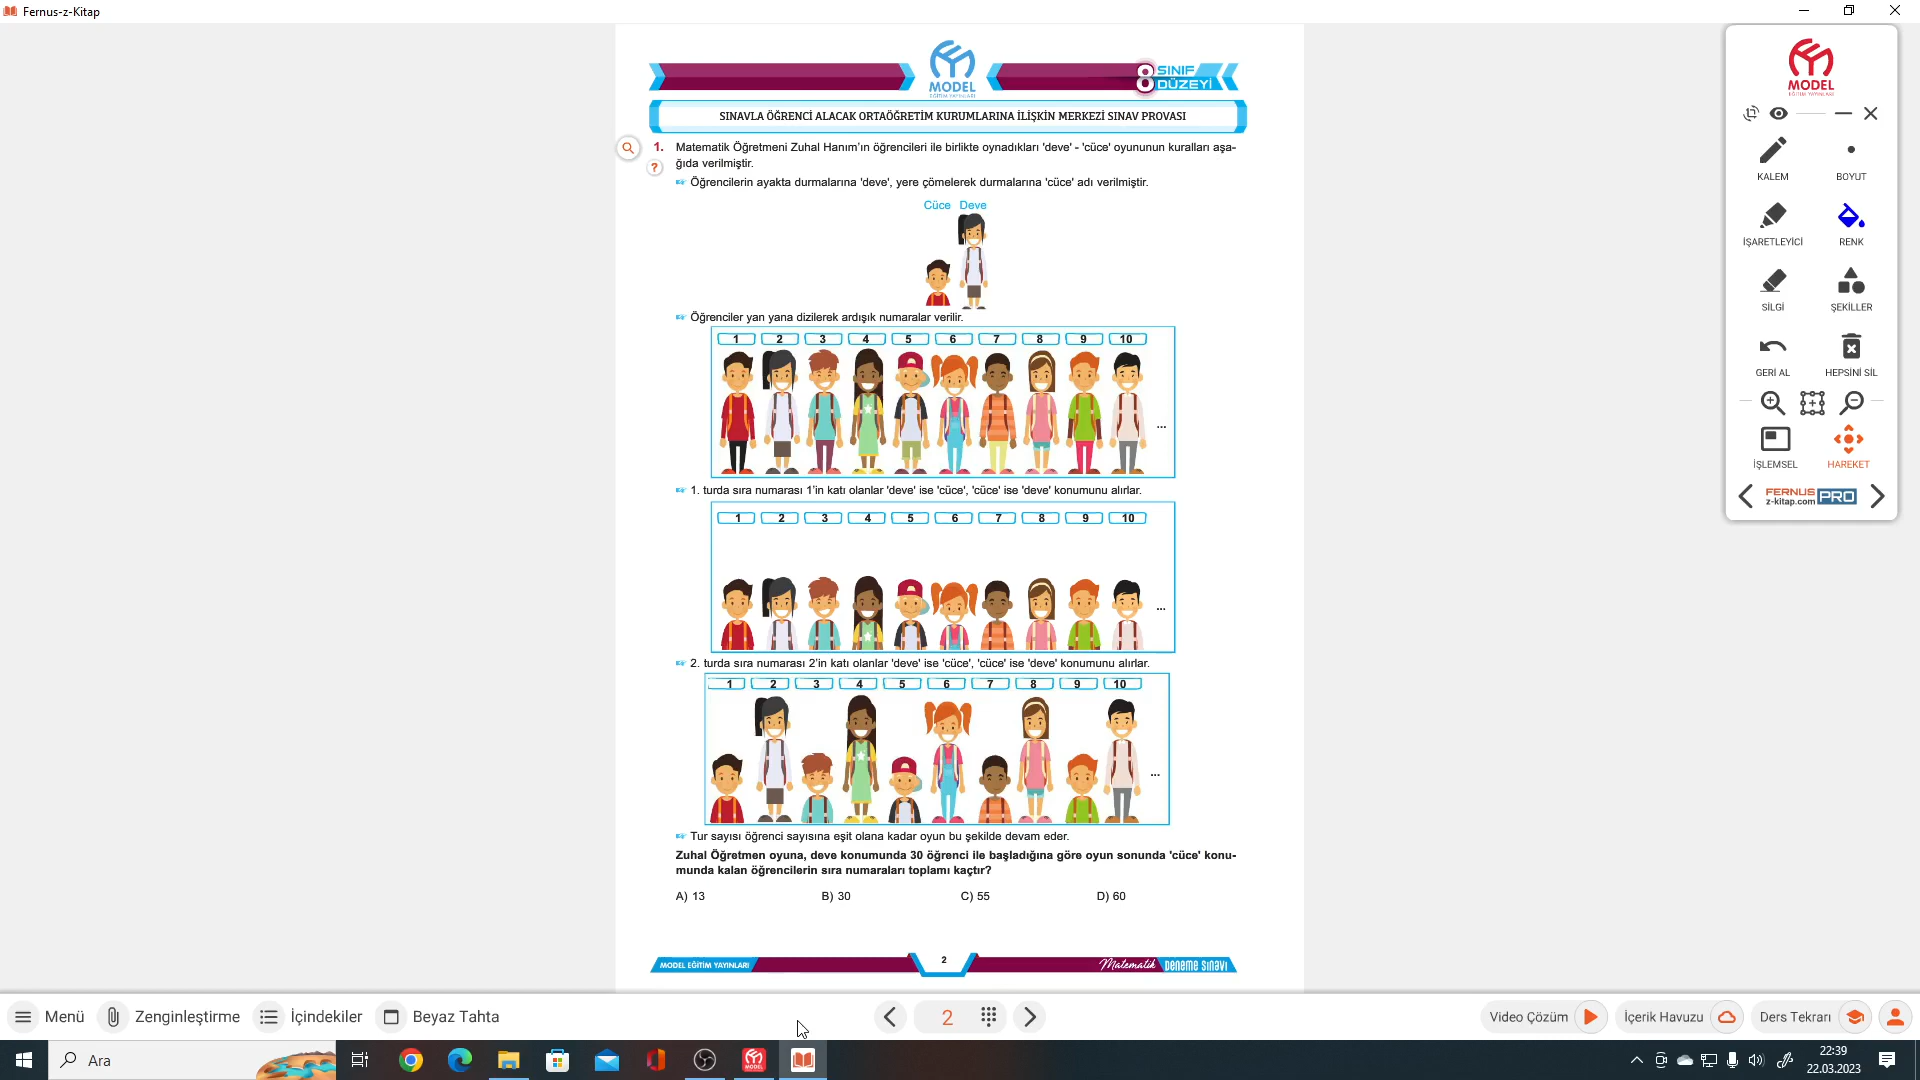 Fernus-z-Kitap
MODEL
EĞİTİM YAYINLARI
8. SINIF
8 DÜZEYİ
SINAVLA ÖĞRENCİ ALACAK ORTAÖĞRETİM KURUMLARINA İLİŞKİN MERKEZİ SINAV PROVASI
1. Matematik Öğretmeni Zuhal Hanım'ın öğrencileri ile birlikte oynadıkları 'deve' - 'cüce' oyununun kuralları aşa-
ğıda verilmiştir.
?
Öğrencilerin ayakta durmalarına 'deve', yere çömelerek durmalarına 'cüce' adı verilmiştir.
Cüce Deve
Öğrenciler yan yana dizilerek ardışık numaralar verilir.
1 2 3 4 5 6 7 8 9 10
...
1. turda sıra numarası 1'in katı olanlar 'deve' ise 'cüce', 'cüce' ise 'deve' konumunu alırlar.
1 2 3 4 5 6 7 8 9 10
...
2. turda sıra numarası 2'in katı olanlar 'deve' ise 'cüce', 'cüce' ise 'deve' konumunu alırlar.
1 2 3 4 5 6 7 8 9 10
...
Tur sayısı öğrenci sayısına eşit olana kadar oyun bu şekilde devam eder.
Zuhal Öğretmen oyuna, deve konumunda 30 öğrenci ile başladığına göre oyun sonunda 'cüce' konu-
munda kalan öğrencilerin sıra numaraları toplamı kaçtır?
A) 13 B) 30 C) 55 D) 60
MODEL EĞİTİM YAYINLARI 2 Matematik DENEME SINAVI
MODEL
EĞİTİM YAYINLARI
KALEM BOYUT
İŞARETLEYİCİ RENK
SİLGİ ŞEKİLLER
GERİ AL HEPSİNİ SİL
İŞLEMSEL HAREKET
FERNUS
z-kitap.com PRO
Menü Zenginleştirme İçindekiler Beyaz Tahta 2 Video Çözüm İçerik Havuzu Ders Tekrarı
Ara
MODEL
22:39
22.03.2023